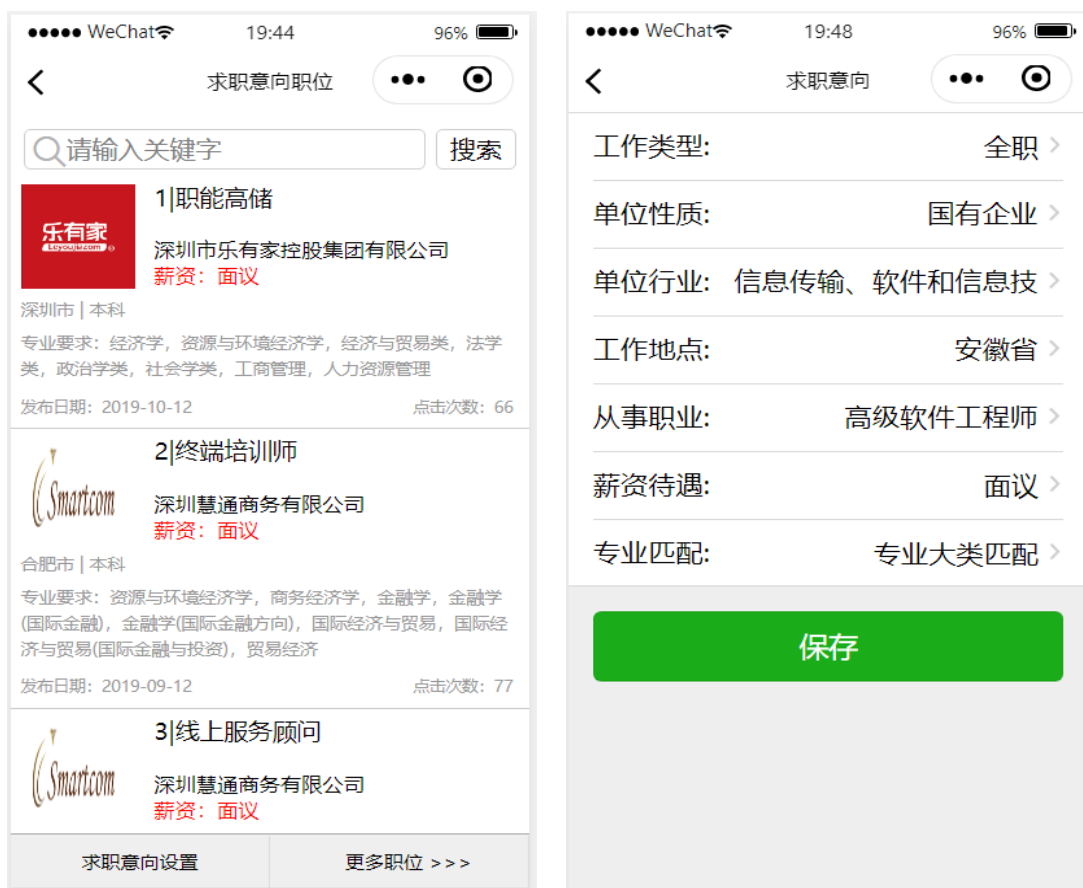 WeChat 19:44 96%
求职意向职位
请输入关键字 搜索
乐有家
Leyoujia.com
1|职能高储
深圳市乐有家控股集团有限公司
薪资：面议
深圳市 | 本科
专业要求：经济学，资源与环境经济学，经济与贸易类，法学
类，政治学类，社会学类，工商管理，人力资源管理
发布日期：2019-10-12 点击次数：66
Smartcom
2|终端培训师
深圳慧通商务有限公司
薪资：面议
合肥市 | 本科
专业要求：资源与环境经济学，商务经济学，金融学，金融学
(国际金融)，金融学(国际金融方向)，国际经济与贸易，国际经
济与贸易(国际金融与投资)，贸易经济
发布日期：2019-09-12 点击次数：77
Smartcom
3|线上服务顾问
深圳慧通商务有限公司
薪资：面议
求职意向设置 更多职位 >>>
WeChat 19:48 96%
求职意向
工作类型: 全职
单位性质: 国有企业
单位行业: 信息传输、软件和信息技
工作地点: 安徽省
从事职业: 高级软件工程师
薪资待遇: 面议
专业匹配: 专业大类匹配
保存